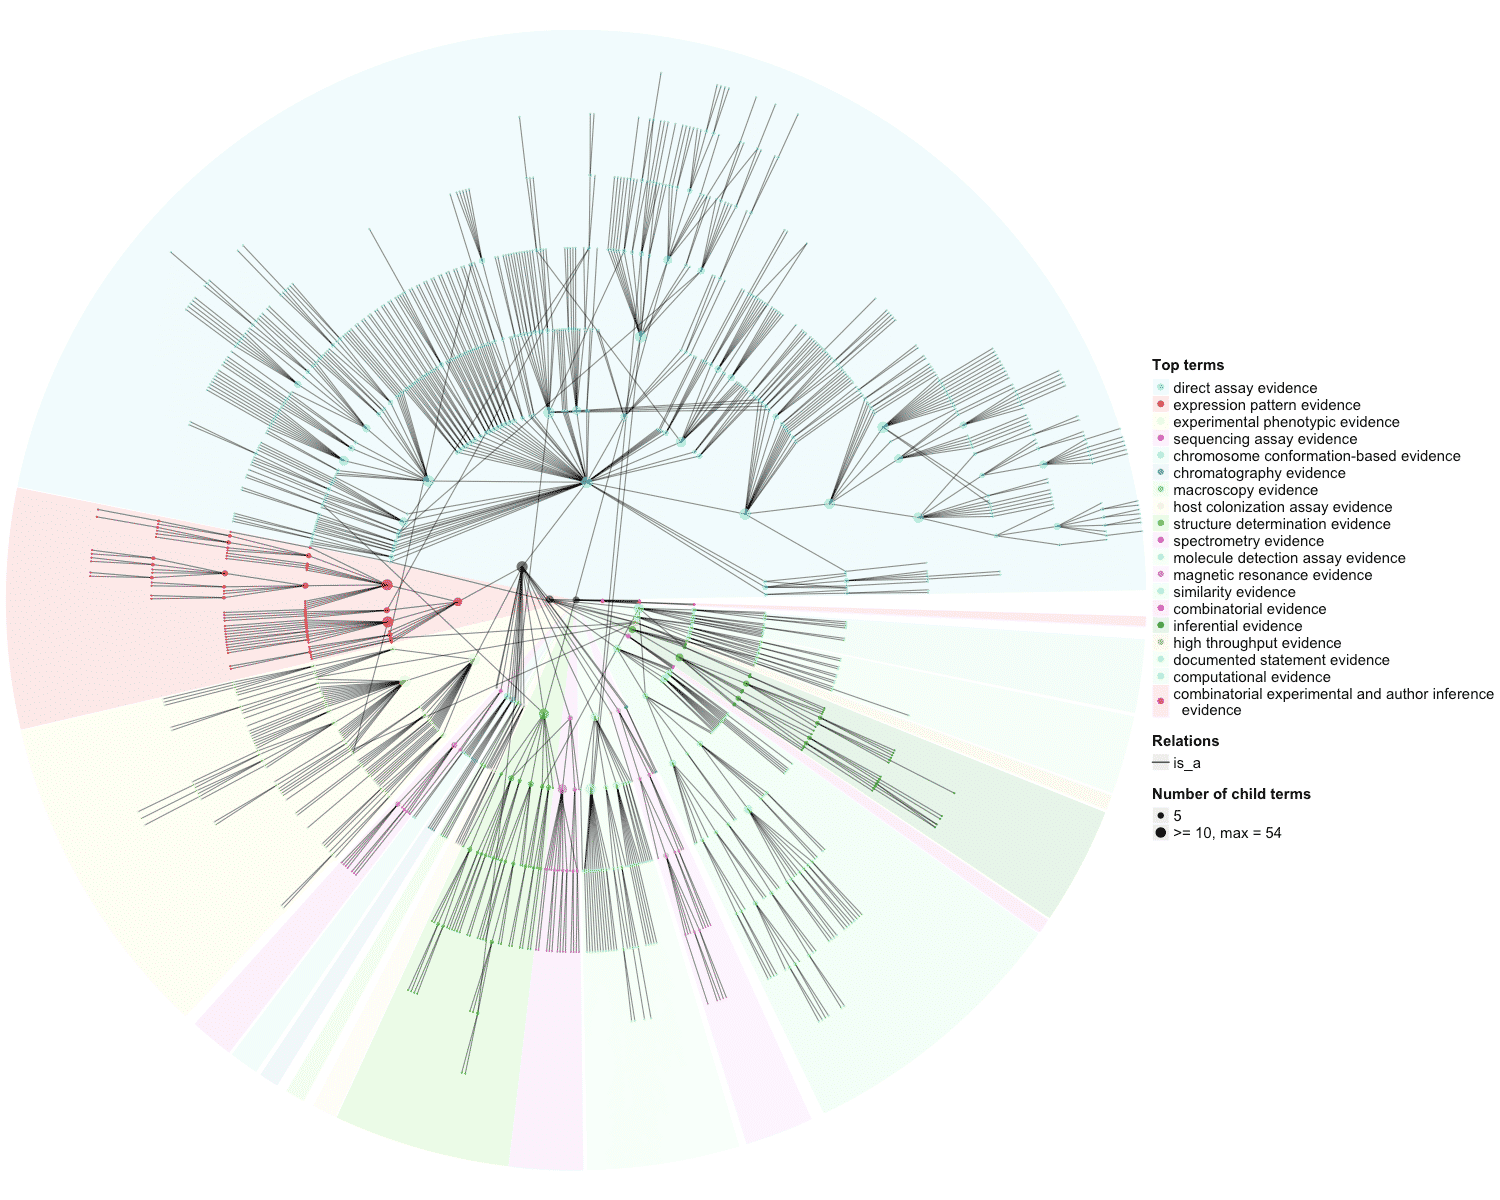 Top terms
direct assay evidence
expression pattern evidence
experimental phenotypic evidence
sequencing assay evidence
chromosome conformation-based evidence
chromatography evidence
macroscopy evidence
host colonization assay evidence
structure determination evidence
spectrometry evidence
molecule detection assay evidence
magnetic resonance evidence
similarity evidence
combinatorial evidence
inferential evidence
high throughput evidence
documented statement evidence
computational evidence
combinatorial experimental and author inference
evidence
Relations
is_a
Number of child terms
5
>= 10, max = 54